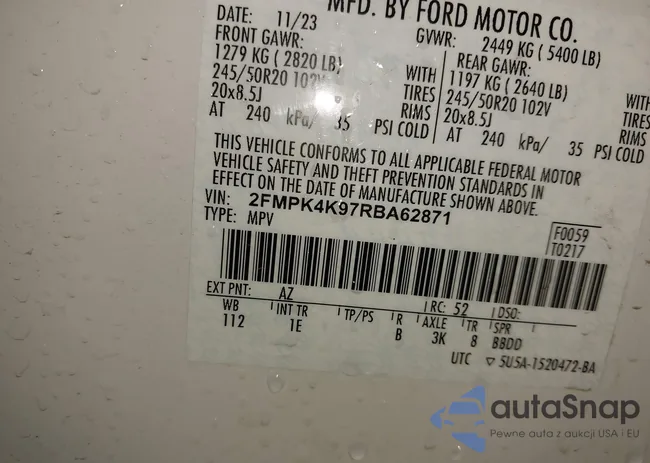 MFD. BY FORD MOTOR CO.
DATE: 11/23 GVWR: 2449 KG ( 5400 LB)
FRONT GAWR: REAR GAWR:
1279 KG ( 2820 LB) WITH 1197 KG ( 2640 LB) WITH
245/50R20 102V TIRES 245/50R20 102V TIRES
20x8.5J RIMS 20x8.5J RIMS
AT 240 kPa/ 35 PSI COLD AT 240 kPa/ 35 PSI COLD
THIS VEHICLE CONFORMS TO ALL APPLICABLE FEDERAL MOTOR
VEHICLE SAFETY AND THEFT PREVENTION STANDARDS IN
EFFECT ON THE DATE OF MANUFACTURE SHOWN ABOVE.
VIN: 2FMPK4K97RBA62871
TYPE: MPV
F0059
T0217
EXT PNT: AZ RC: 52 DSO:
WB INT TR TP/PS R AXLE TR SPR
112 1E B 3K 8 BBDD
UTC ▽ 5U5A-1520472-BA
autaSnap
Pewne auta z aukcji USA i EU